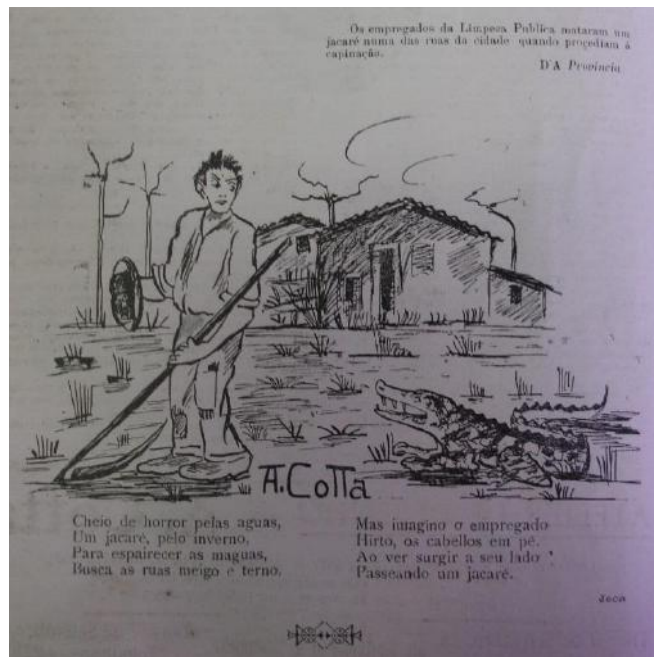 Os empregados da Limpesa Publica mataram um
jacaré numa das ruas da cidade quando procediam á
capinação.
D'A Provincia
A. Cotta
Cheio de horror pelas aguas,
Um jacaré, pelo inverno,
Para espairecer as maguas,
Busca as ruas meigo e terno.
Mas imagino o empregado
Hirto, os cabellos em pé.
Ao ver surgir a seu lado
Passeando um jacaré.
Jeca